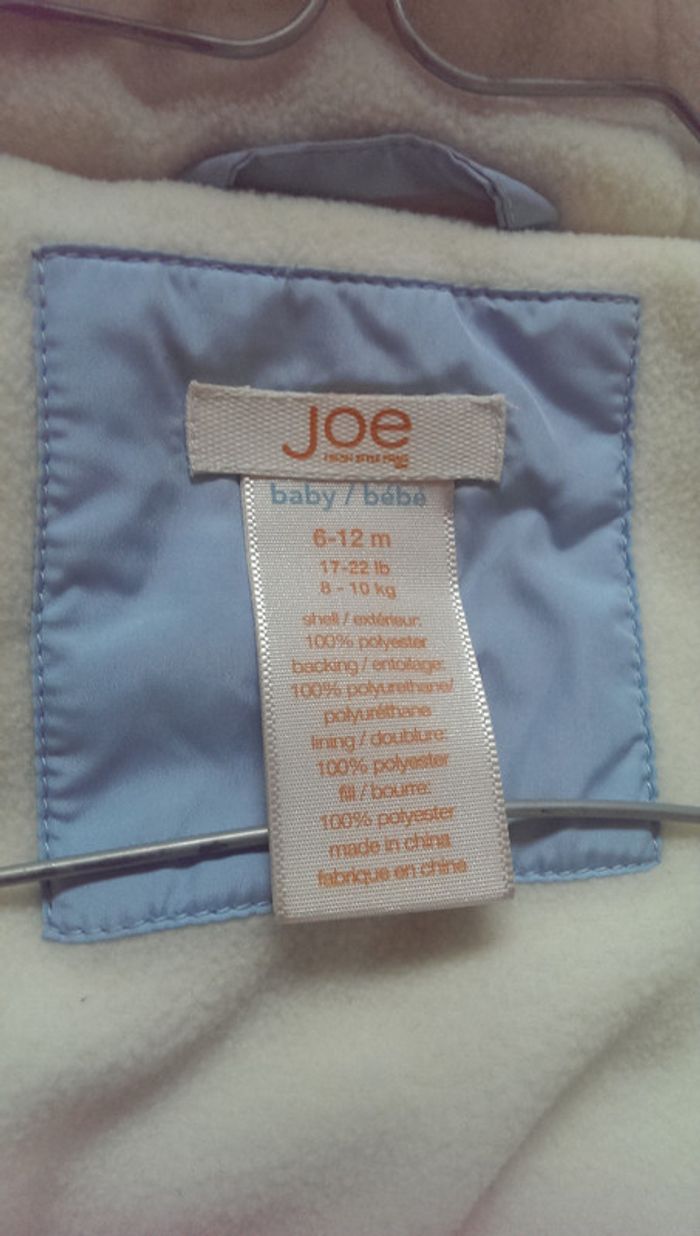 Joe
baby / bébé
6-12 m
17-22 lb
8 - 10 kg
shell / extérieur:
100% polyester
backing / entoilage:
100% polyurethane/
polyuréthane
lining / doublure:
100% polyester
fill / bourre:
100% polyester
made in china
fabrique en chine